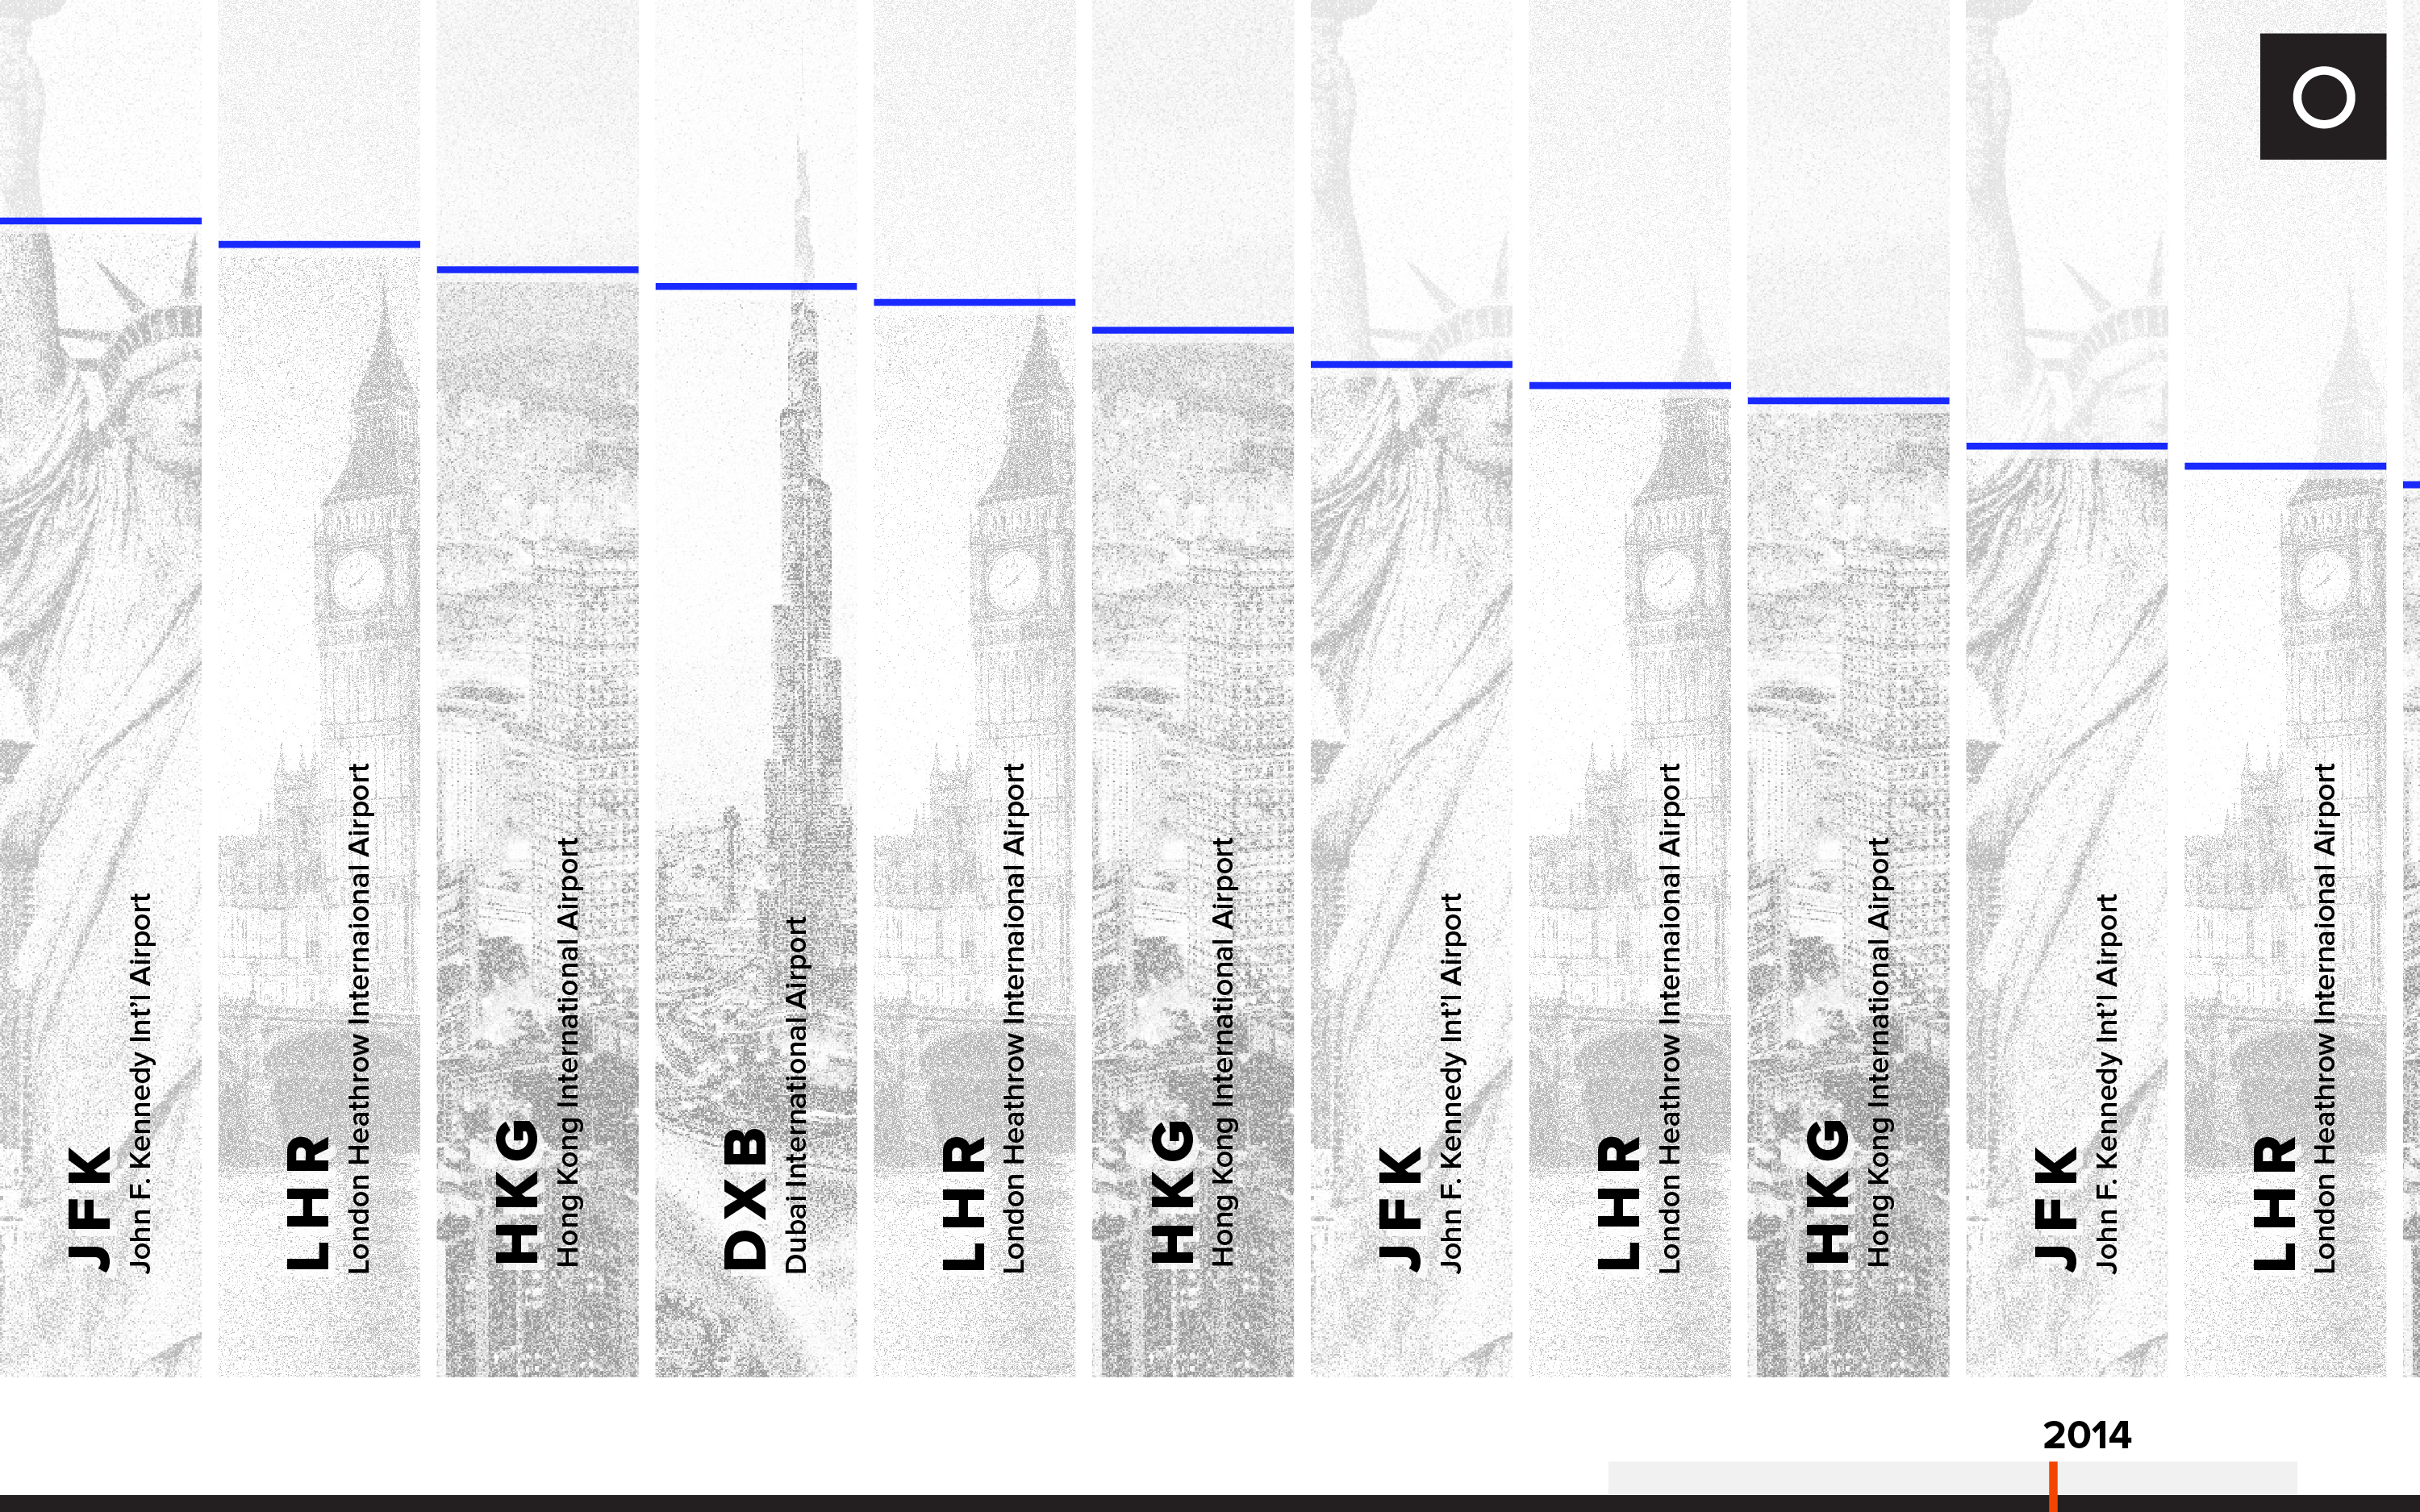 JFK
John F. Kennedy Int'l Airport
LHR
London Heathrow Internaional Airport
HKG
Hong Kong International Airport
DXB
Dubai International Airport
LHR
London Heathrow Internaional Airport
HKG
Hong Kong International Airport
JFK
John F. Kennedy Int'l Airport
LHR
London Heathrow Internaional Airport
HKG
Hong Kong International Airport
JFK
John F. Kennedy Int'l Airport
LHR
London Heathrow Internaional Airport
2014